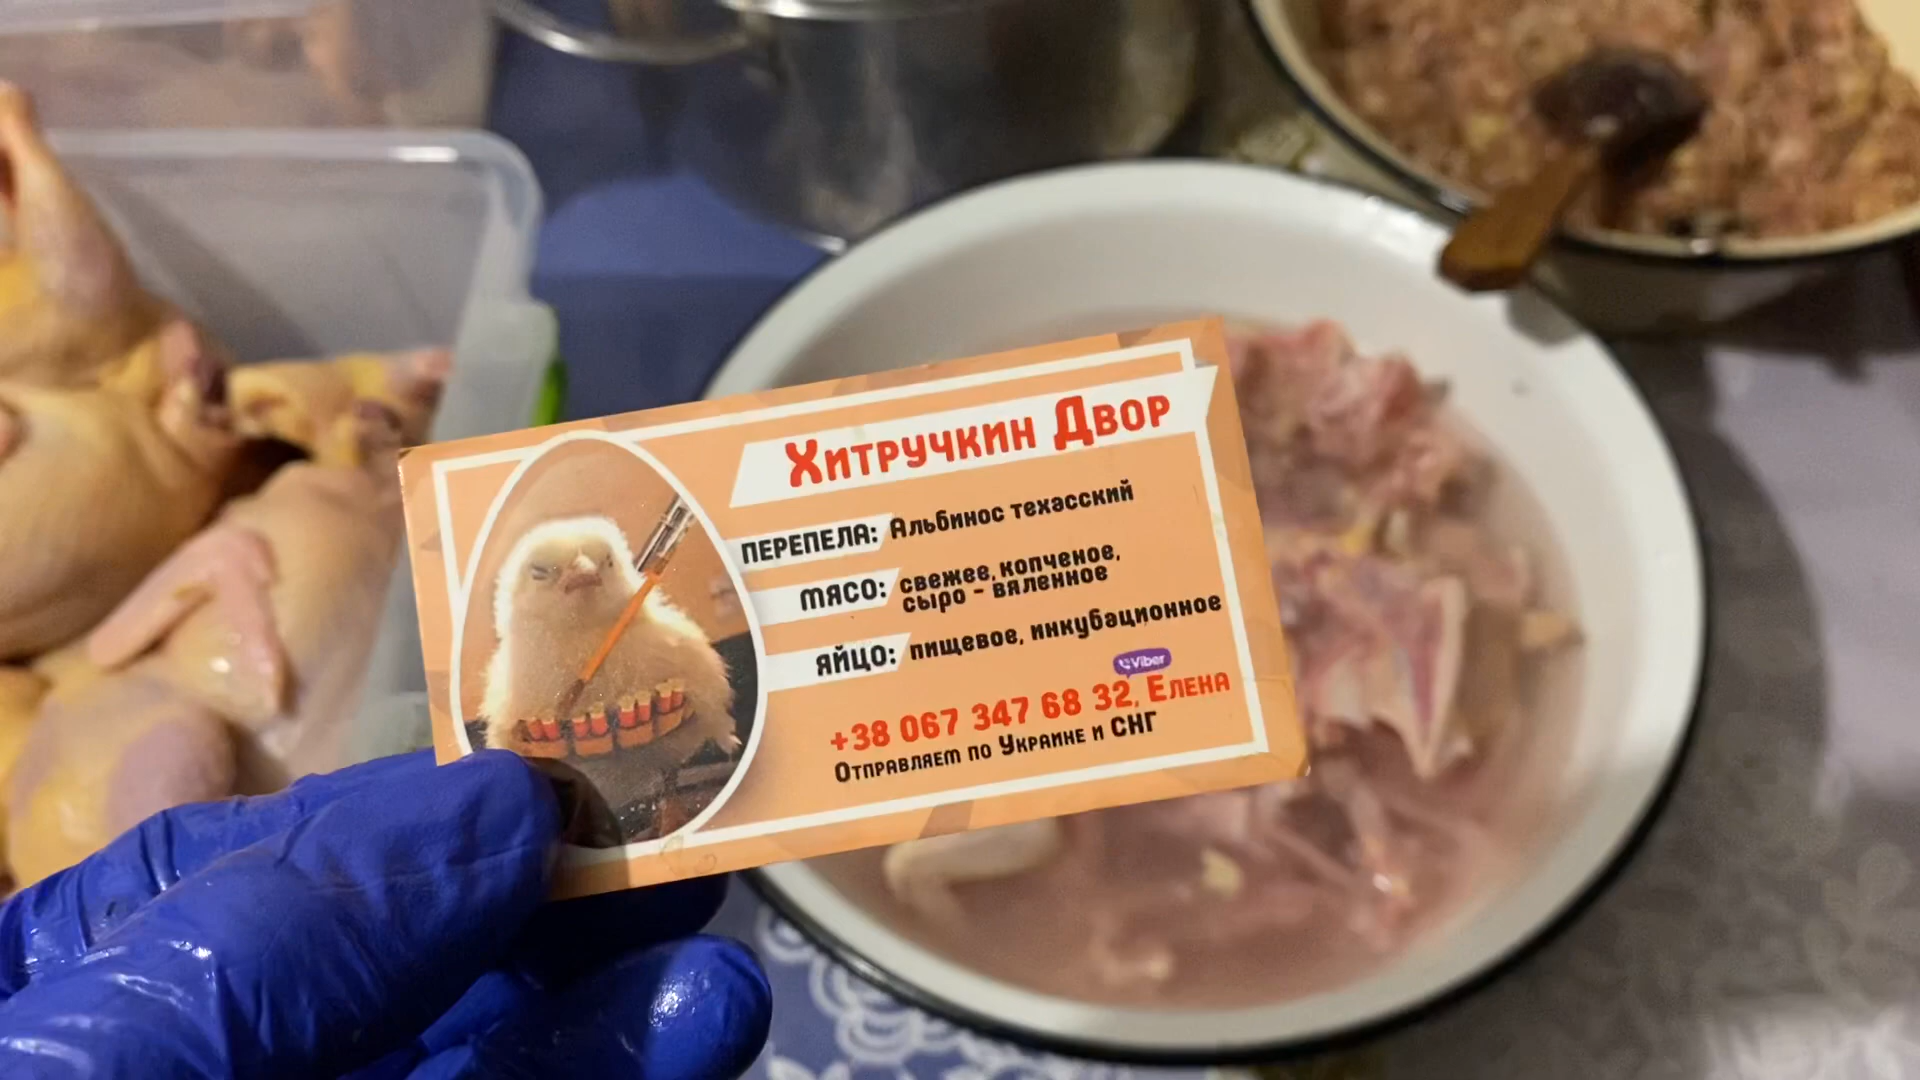 Хитручкин Двор
ПЕРЕПЕЛА: Альбинос техасский
МЯСО: свежее, копченое,
сыро - вяленное
ЯЙЦО: пищевое, инкубационное
Viber
+38 067 347 68 32, Елена
Отправляем по Украине и СНГ